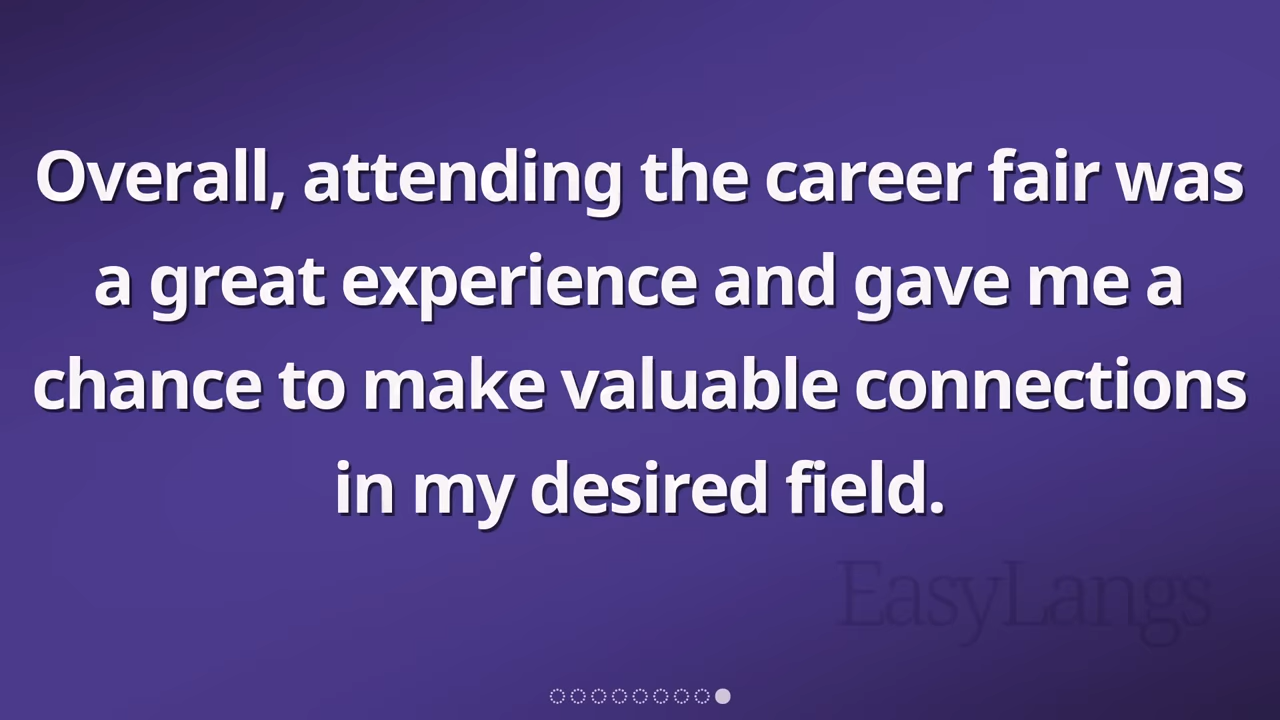 Overall, attending the career fair was
a great experience and gave me a
chance to make valuable connections
in my desired field.
EasyLangs